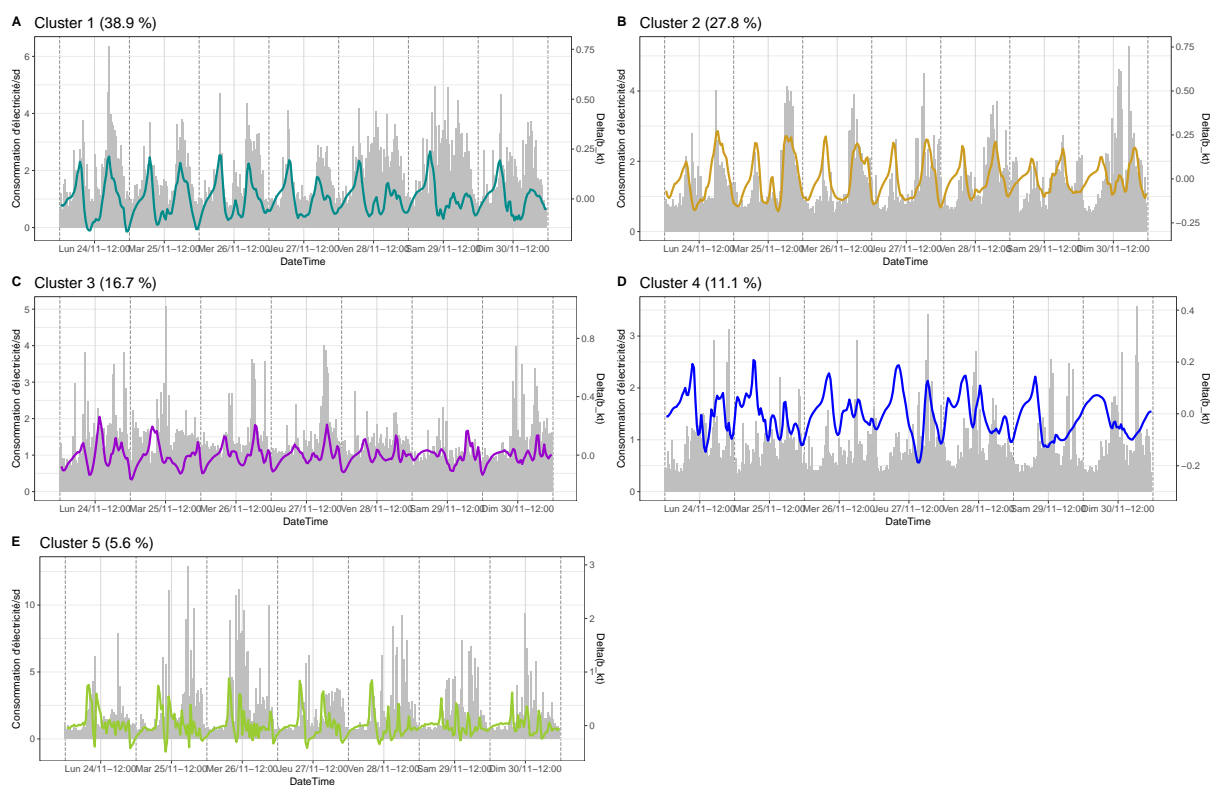 A Cluster 1 (38.9 %)
Consommation d'électricité/sd
6
4
2
0
0.75
0.50
0.25
0.00
Delta(b_kt)
Lun 24/11−12:00 Mar 25/11−12:00 Mer 26/11−12:00 Jeu 27/11−12:00 Ven 28/11−12:00 Sam 29/11−12:00 Dim 30/11−12:00
DateTime
B Cluster 2 (27.8 %)
Consommation d'électricité/sd
4
2
0
0.75
0.50
0.25
0.00
−0.25
Delta(b_kt)
Lun 24/11−12:00 Mar 25/11−12:00 Mer 26/11−12:00 Jeu 27/11−12:00 Ven 28/11−12:00 Sam 29/11−12:00 Dim 30/11−12:00
DateTime
C Cluster 3 (16.7 %)
Consommation d'électricité/sd
5
4
3
2
1
0
0.8
0.4
0.0
Delta(b_kt)
Lun 24/11−12:00 Mar 25/11−12:00 Mer 26/11−12:00 Jeu 27/11−12:00 Ven 28/11−12:00 Sam 29/11−12:00 Dim 30/11−12:00
DateTime
D Cluster 4 (11.1 %)
Consommation d'électricité/sd
3
2
1
0
0.4
0.2
0.0
−0.2
Delta(b_kt)
Lun 24/11−12:00 Mar 25/11−12:00 Mer 26/11−12:00 Jeu 27/11−12:00 Ven 28/11−12:00 Sam 29/11−12:00 Dim 30/11−12:00
DateTime
E Cluster 5 (5.6 %)
Consommation d'électricité/sd
10
5
0
3
2
1
0
Delta(b_kt)
Lun 24/11−12:00 Mar 25/11−12:00 Mer 26/11−12:00 Jeu 27/11−12:00 Ven 28/11−12:00 Sam 29/11−12:00 Dim 30/11−12:00
DateTime